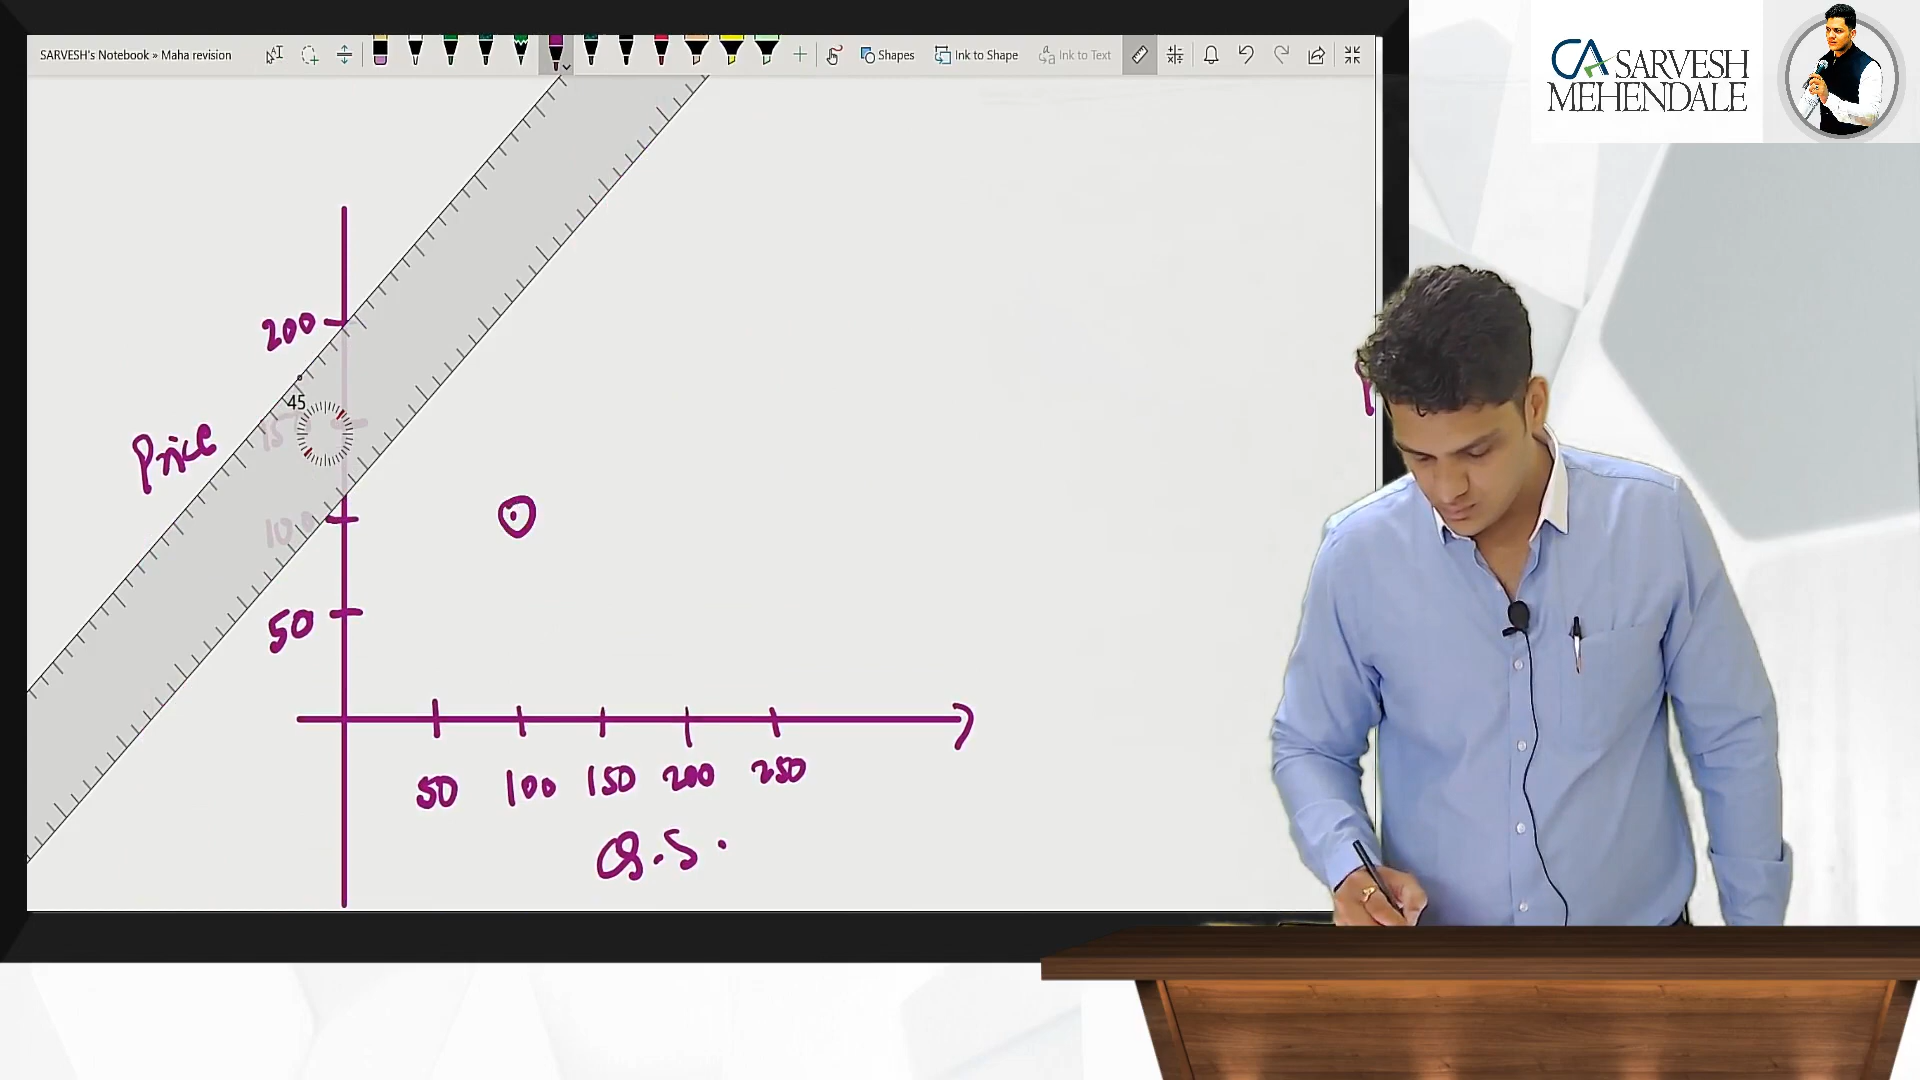 SARVESH's Notebook » Maha revision
Shapes
Ink to Shape
Ink to Text
CA SARVESH
MEHENDALE
200
45
Price
100
50
50 100 150 200 250
Q.S.